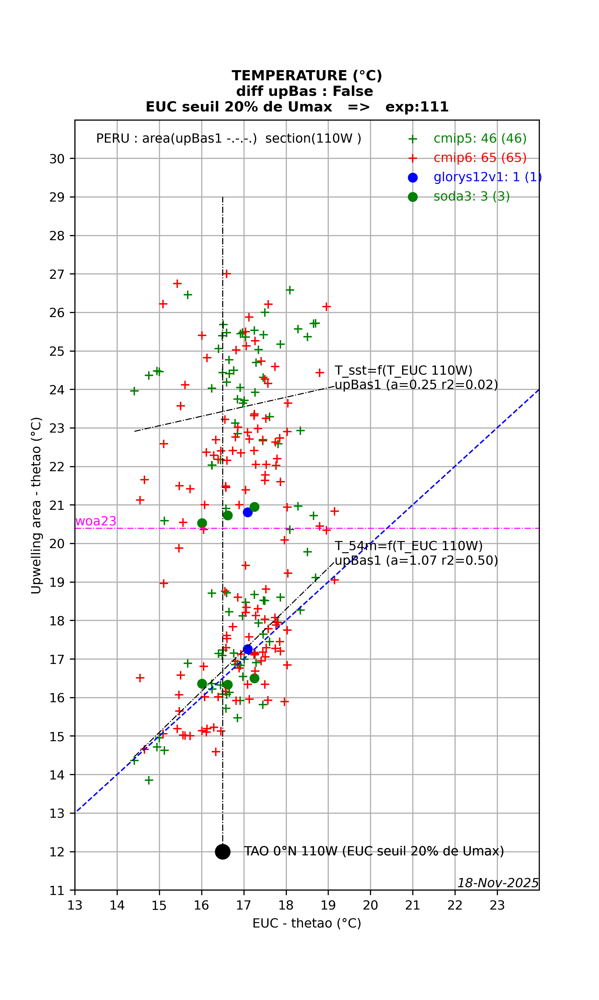 TEMPERATURE (°C)
diff upBas : False
EUC seuil 20% de Umax   =>   exp:111
PERU : area(upBas1 -.-.-.)  section(110W )
cmip5: 46 (46)
cmip6: 65 (65)
glorys12v1: 1 (1)
soda3: 3 (3)
30
29
28
27
26
25
24
23
22
21
20
19
18
17
16
15
14
13
12
11
Upwelling area - thetao (°C)
T_sst=f(T_EUC 110W)
upBas1 (a=0.25 r2=0.02)
woa23
T_54m=f(T_EUC 110W)
upBas1 (a=1.07 r2=0.50)
TAO 0°N 110W (EUC seuil 20% de Umax)
18-Nov-2025
13 14 15 16 17 18 19 20 21 22 23
EUC - thetao (°C)